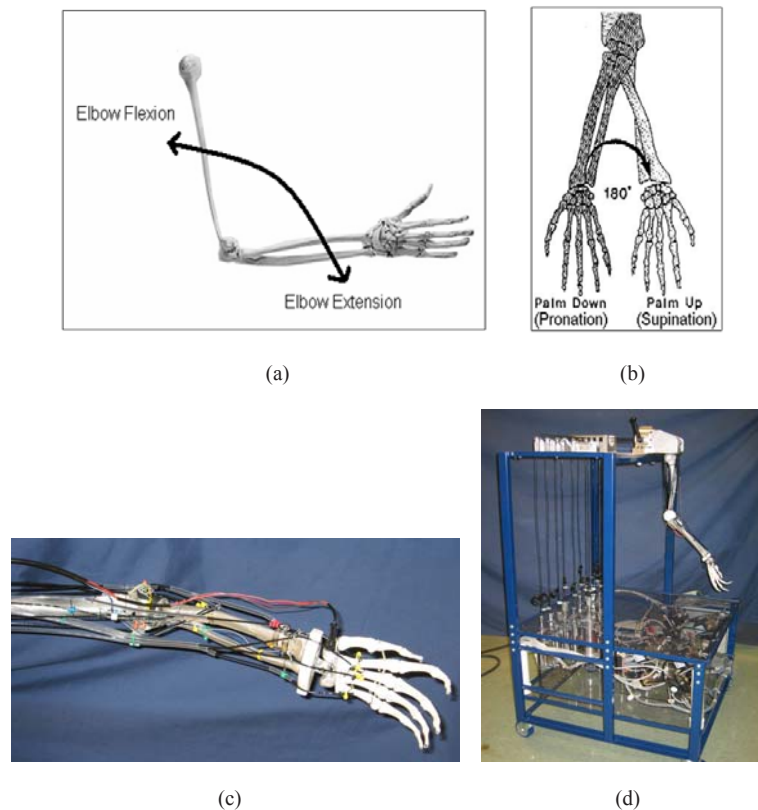 Elbow Flexion
Elbow Extension
180°
Palm Down
(Pronation)
Palm Up
(Supination)
(a)
(b)
(c)
(d)